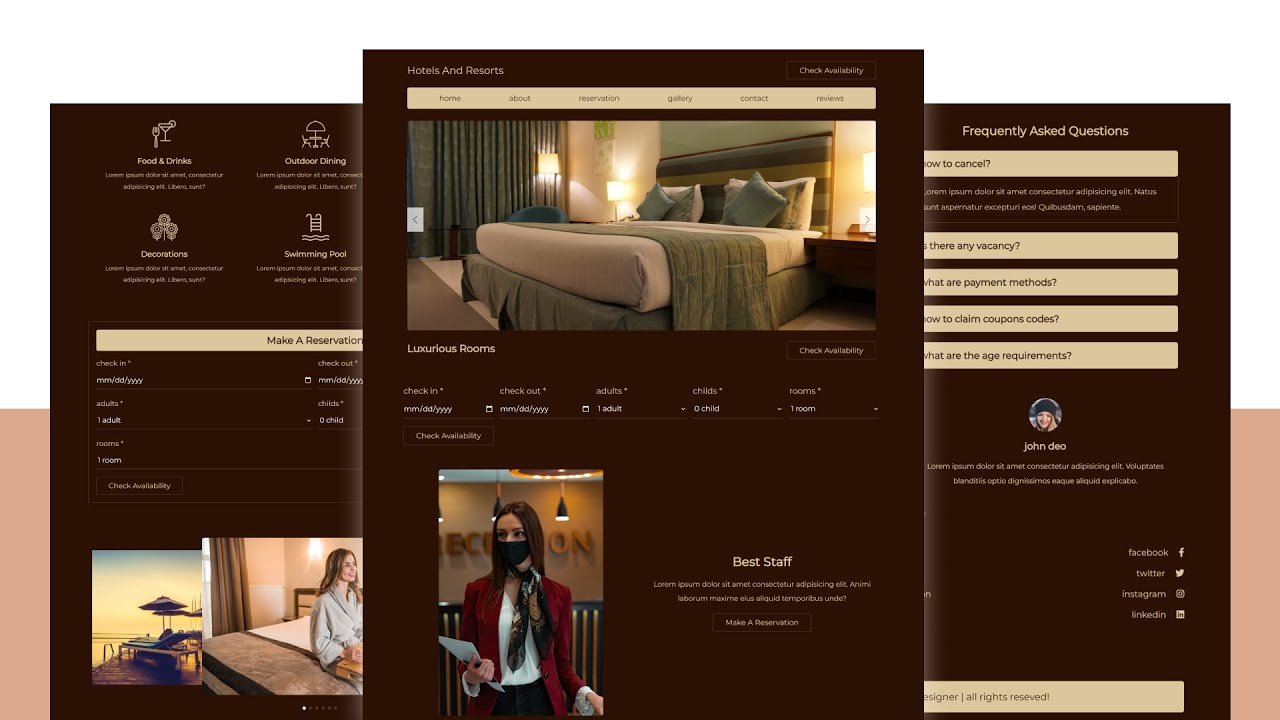 Hotels And Resorts
Check Availability
home about reservation gallery contact reviews
Luxurious Rooms
Check Availability
check in * check out * adults * childs * rooms *
mm/dd/yyyy mm/dd/yyyy 1 adult 0 child 1 room
Check Availability
RECEPTION
Best Staff
Lorem ipsum dolor sit amet consectetur adipisicing elit. Animi
laborum maxime eius aliquid temporibus unde?
Make A Reservation
Food & Drinks
Lorem ipsum dolor sit amet, consectetur
adipisicing elit. Libero, sunt?
Outdoor Dining
Lorem ipsum dolor sit amet, consect
adipisicing elit. Libero, sunt?
Decorations
Lorem ipsum dolor sit amet, consectetur
adipisicing elit. Libero, sunt?
Swimming Pool
Lorem ipsum dolor sit amet, consect
adipisicing elit. Libero, sunt?
Make A Reservation
check in * check out *
mm/dd/yyyy mm/dd/yyyy
adults * childs *
1 adult 0 child
rooms *
1 room
Check Availability
Frequently Asked Questions
how to cancel?
Lorem ipsum dolor sit amet consectetur adipisicing elit. Natus
sunt aspernatur excepturi eos! Quibusdam, sapiente.
s there any vacancy?
what are payment methods?
how to claim coupons codes?
what are the age requirements?
john deo
Lorem ipsum dolor sit amet consectetur adipisicing elit. Voluptates
blanditiis optio dignissimos eaque aliquid explicabo.
facebook
twitter
on instagram
linkedin
esigner | all rights reseved!